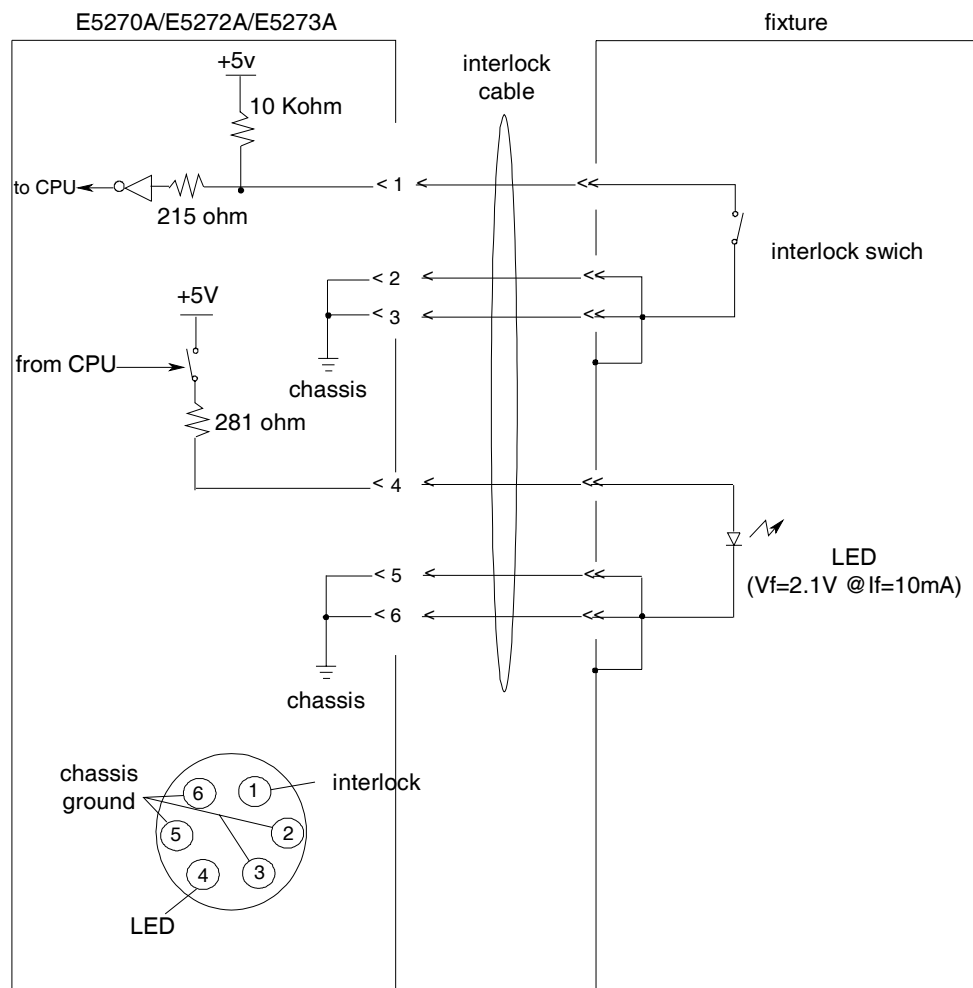 E5270A/E5272A/E5273A
fixture
+5v
interlock
cable
10 Kohm
to CPU
< 1
215 ohm
interlock swich
< 2
+5V
< 3
from CPU
chassis
281 ohm
< 4
LED
(Vf=2.1V @If=10mA)
< 5
< 6
chassis
chassis
ground
interlock
6
1
5
2
4
3
LED